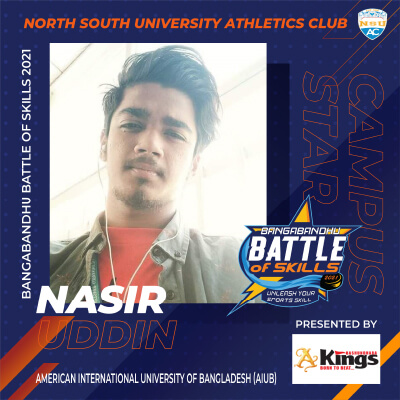 NORTH SOUTH UNIVERSITY ATHLETICS CLUB
NSU
AC
BANGABANDHU BATTLE OF SKILLS 2021
CAMPUS
STAR
BANGABANDHU
BATTLE
OF SKILLS
2021
UNLEASH YOUR
SPORTS SKILL
NASIR
UDDIN
PRESENTED BY
BASHUNDHARA
Kings
BORN TO BEAT
AMERICAN INTERNATIONAL UNIVERSITY OF BANGLADESH (AIUB)